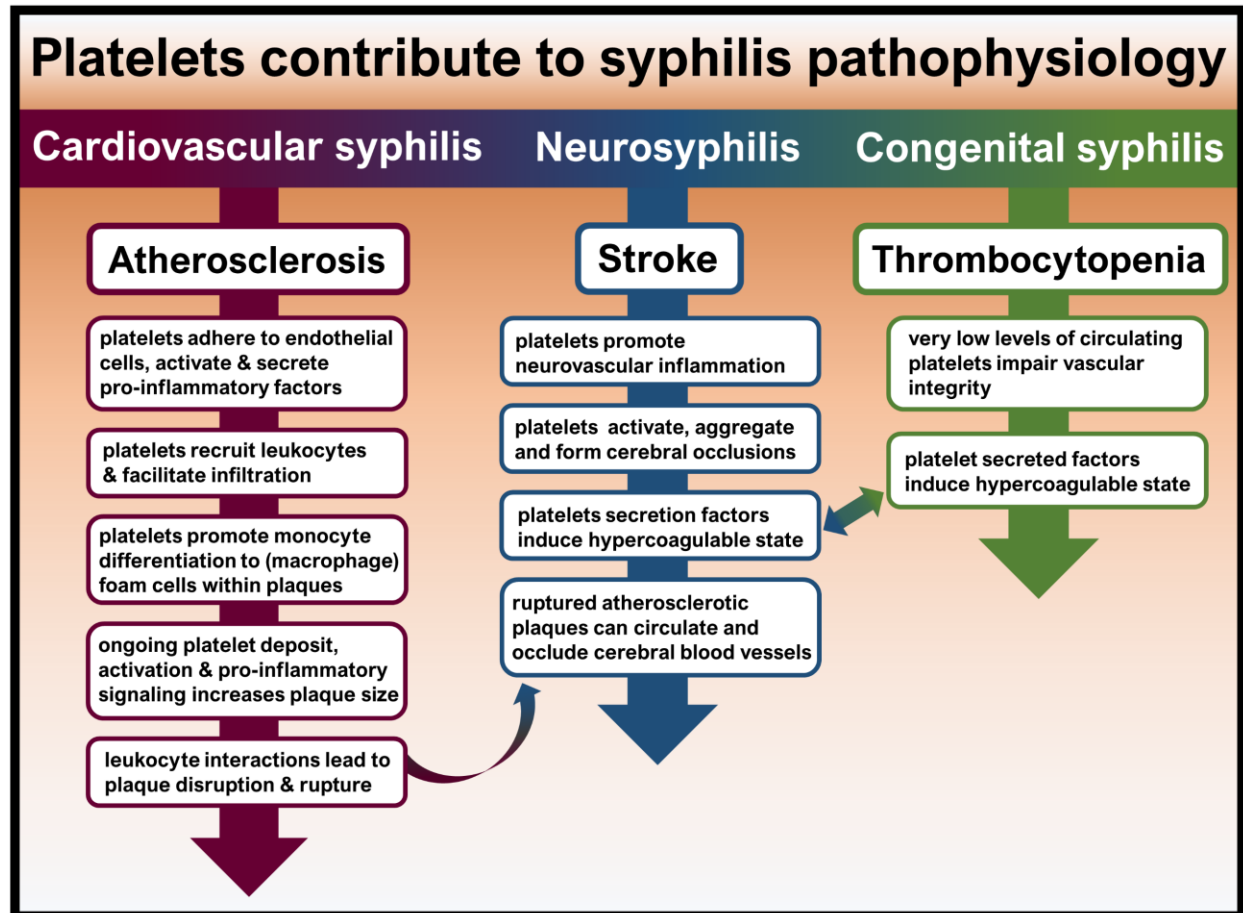 Platelets contribute to syphilis pathophysiology
Cardiovascular syphilis
Neurosyphilis
Congenital syphilis
Atherosclerosis
platelets adhere to endothelial
cells, activate & secrete
pro-inflammatory factors
platelets recruit leukocytes
& facilitate infiltration
platelets promote monocyte
differentiation to (macrophage)
foam cells within plaques
ongoing platelet deposit,
activation & pro-inflammatory
signaling increases plaque size
leukocyte interactions lead to
plaque disruption & rupture
Stroke
platelets promote
neurovascular inflammation
platelets activate, aggregate
and form cerebral occlusions
platelets secretion factors
induce hypercoagulable state
ruptured atherosclerotic
plaques can circulate and
occlude cerebral blood vessels
Thrombocytopenia
very low levels of circulating
platelets impair vascular
integrity
platelet secreted factors
induce hypercoagulable state